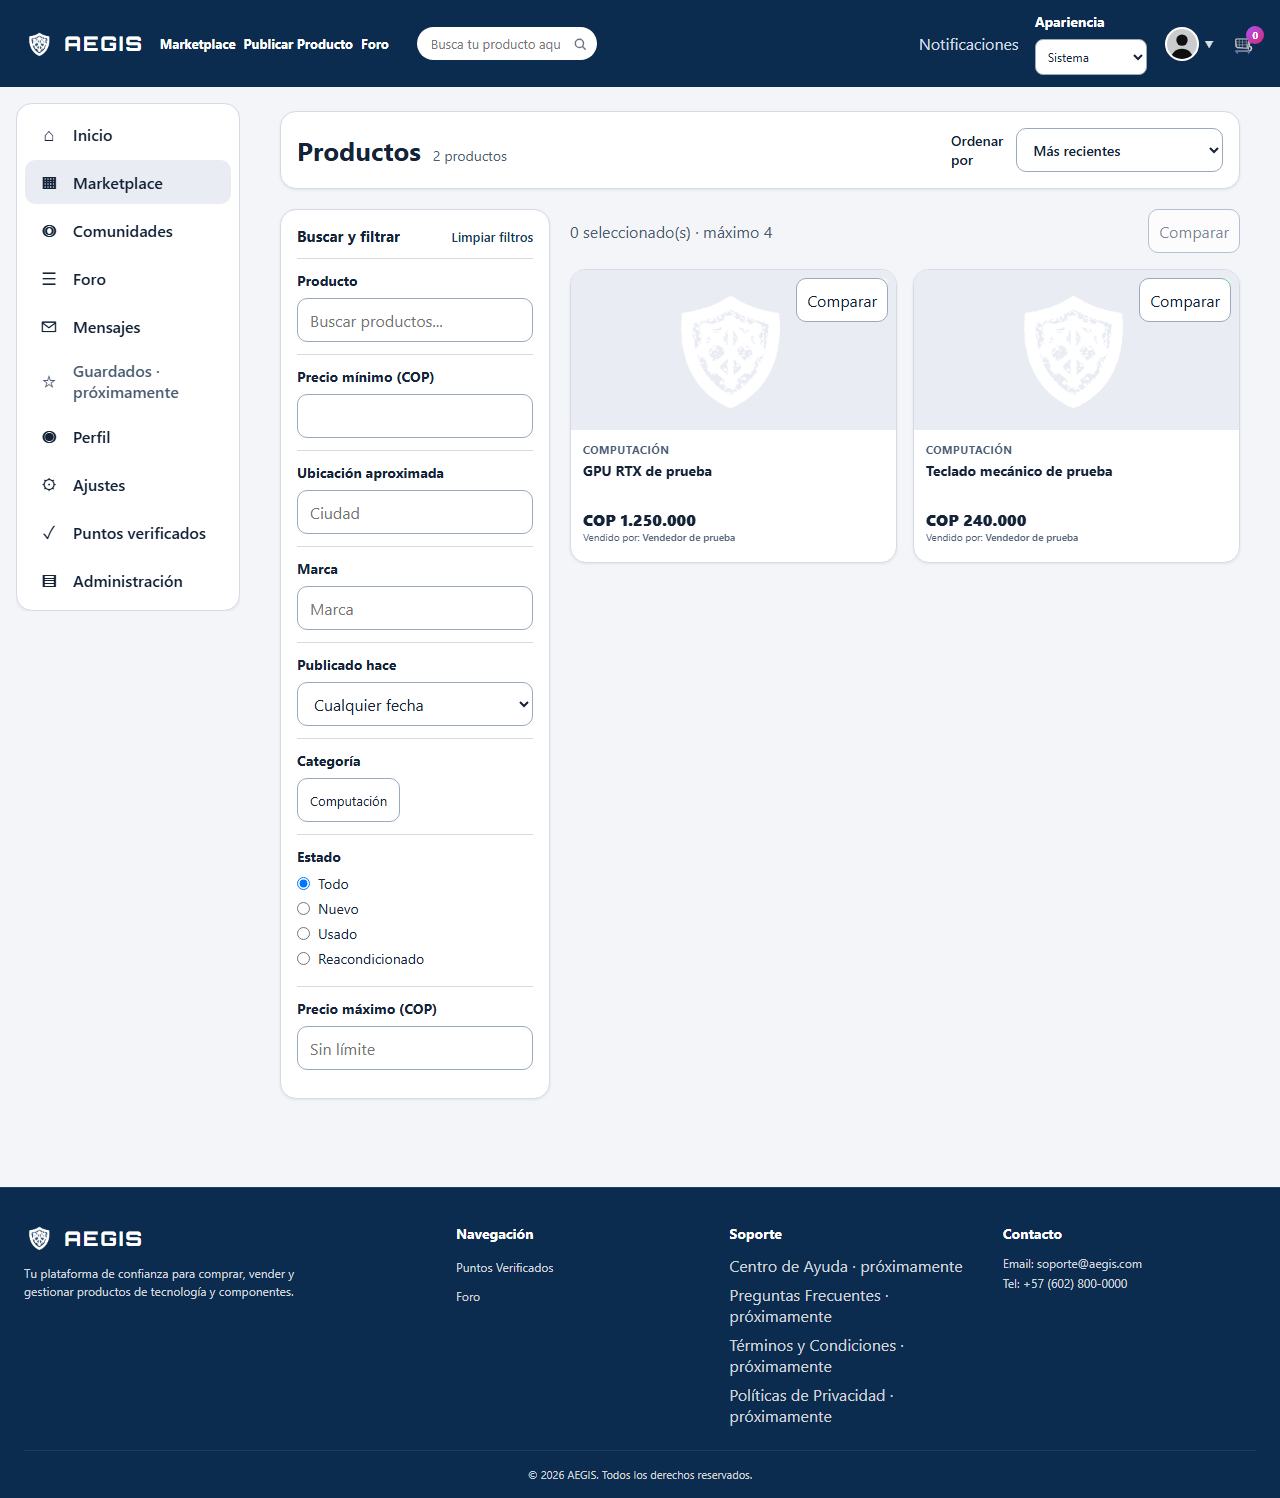 AEGIS
Marketplace Publicar Producto Foro
Busca tu producto aqu
Notificaciones
Apariencia
Sistema
0
Inicio
Marketplace
Comunidades
Foro
Mensajes
Guardados ·
próximamente
Perfil
Ajustes
Puntos verificados
Administración
Productos 2 productos
Ordenar
por
Más recientes
Buscar y filtrar Limpiar filtros
Producto
Buscar productos...
Precio mínimo (COP)
Ubicación aproximada
Ciudad
Marca
Marca
Publicado hace
Cualquier fecha
Categoría
Computación
Estado
Todo
Nuevo
Usado
Reacondicionado
Precio máximo (COP)
Sin límite
0 seleccionado(s) · máximo 4
Comparar
Comparar
COMPUTACIÓN
GPU RTX de prueba
COP 1.250.000
Vendido por: Vendedor de prueba
Comparar
COMPUTACIÓN
Teclado mecánico de prueba
COP 240.000
Vendido por: Vendedor de prueba
AEGIS
Tu plataforma de confianza para comprar, vender y
gestionar productos de tecnología y componentes.
Navegación
Puntos Verificados
Foro
Soporte
Centro de Ayuda · próximamente
Preguntas Frecuentes ·
próximamente
Términos y Condiciones ·
próximamente
Políticas de Privacidad ·
próximamente
Contacto
Email: soporte@aegis.com
Tel: +57 (602) 800-0000
© 2026 AEGIS. Todos los derechos reservados.